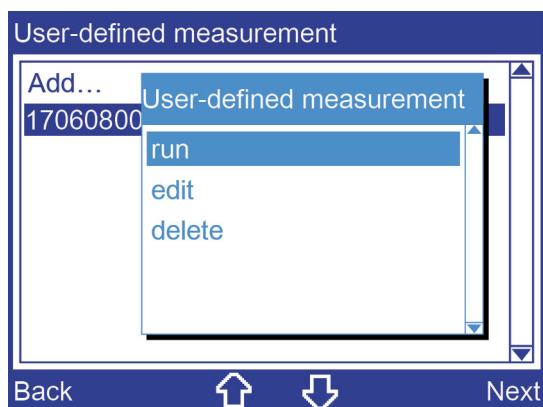 User-defined measurement
Add…
17060800
User-defined measurement
run
edit
delete
Back
Next